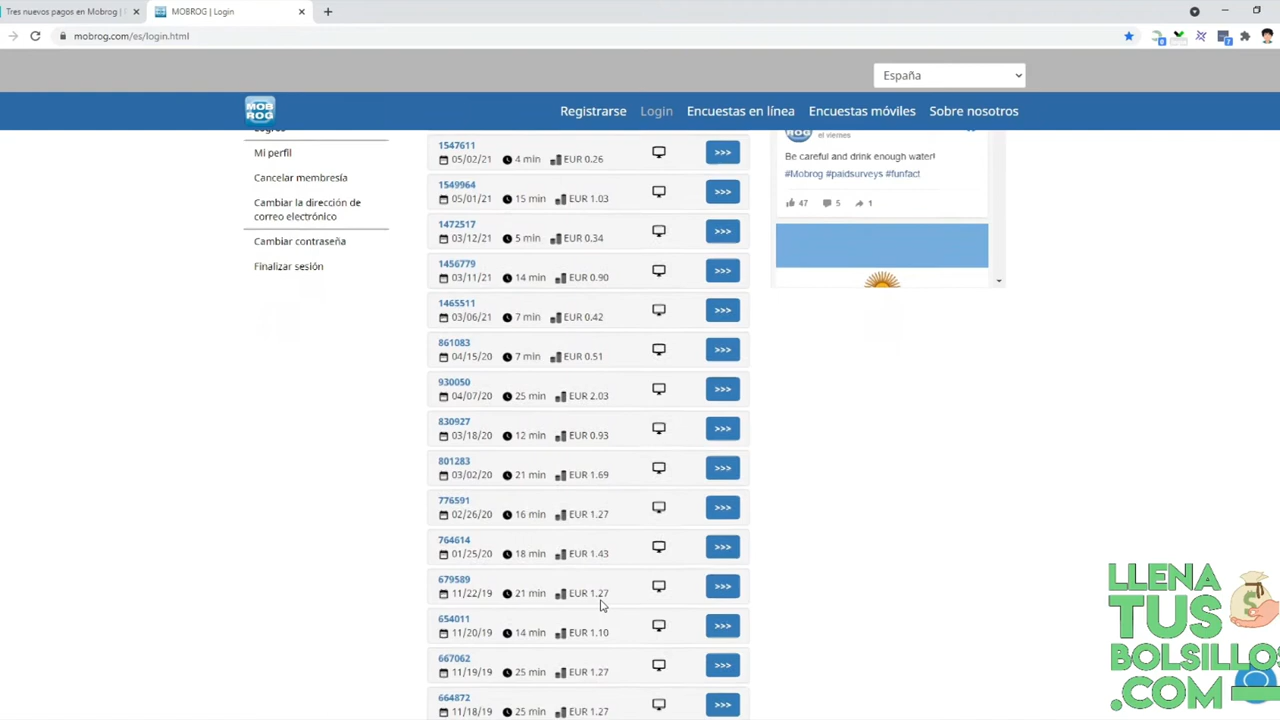 Tres nuevos pagos en Mobrog |
MOBROG | Login
mobrog.com/es/login.html
España
MOB
ROG
Registrarse
Login
Encuestas en línea
Encuestas móviles
Sobre nosotros
Logros
Mi perfil
Cancelar membresía
Cambiar la dirección de
correo electrónico
Cambiar contraseña
Finalizar sesión
1547611
05/02/21 4 min EUR 0.26 >>>
1549964
05/01/21 15 min EUR 1.03 >>>
1472517
03/12/21 5 min EUR 0.34 >>>
1456779
03/11/21 14 min EUR 0.90 >>>
1465511
03/06/21 7 min EUR 0.42 >>>
861083
04/15/20 7 min EUR 0.51 >>>
930050
04/07/20 25 min EUR 2.03 >>>
830927
03/18/20 12 min EUR 0.93 >>>
801283
03/02/20 21 min EUR 1.69 >>>
776591
02/26/20 16 min EUR 1.27 >>>
764614
01/25/20 18 min EUR 1.43 >>>
679589
11/22/19 21 min EUR 1.27 >>>
654011
11/20/19 14 min EUR 1.10 >>>
667062
11/19/19 25 min EUR 1.27 >>>
664872
11/18/19 25 min EUR 1.27 >>>
el viernes
Be careful and drink enough water!
#Mobrog #paidsurveys #funfact
47 5 1
LLENA
TUS
BOLSILLOS
.COM